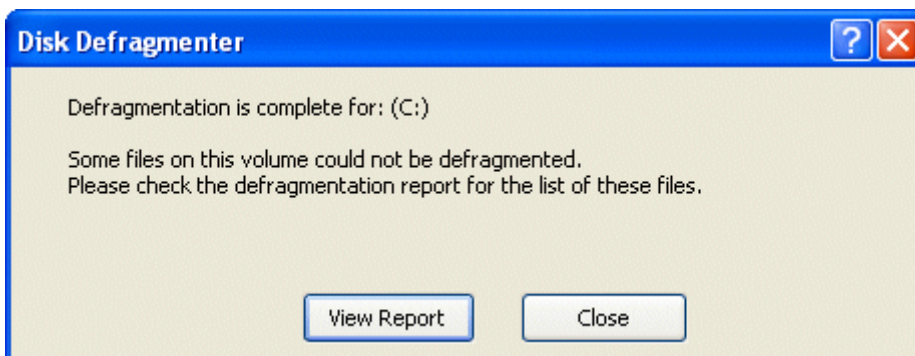 Disk Defragmenter
Defragmentation is complete for: (C:)
Some files on this volume could not be defragmented.
Please check the defragmentation report for the list of these files.
View Report
Close